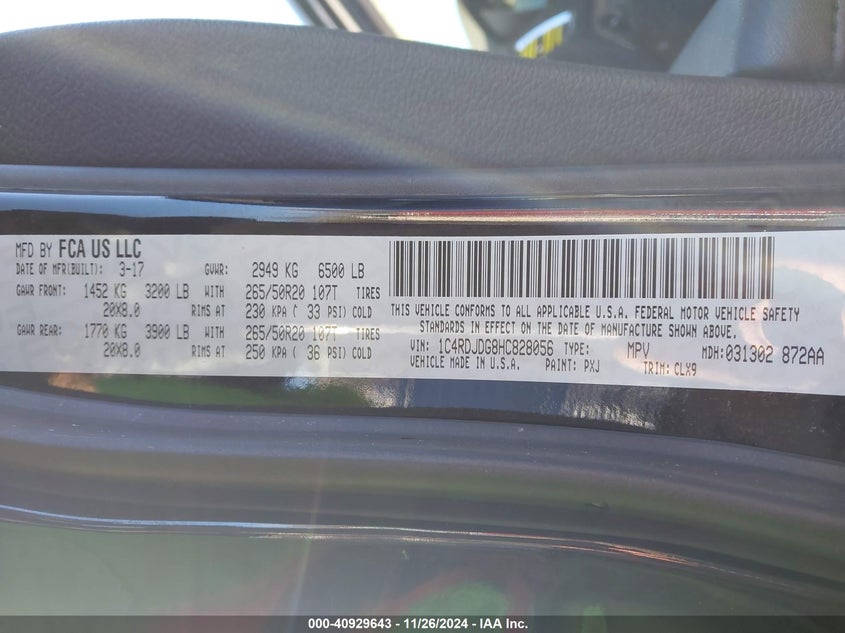 MFD BY FCA US LLC
DATE OF MFR(BUILT): 3-17 GVWR: 2949 KG 6500 LB
GAWR FRONT: 1452 KG 3200 LB WITH 265/50R20 107T TIRES
20X8.0 RIMS AT 230 KPA ( 33 PSI) COLD
GAWR REAR: 1770 KG 3900 LB WITH 265/50R20 107T TIRES
20X8.0 RIMS AT 250 KPA ( 36 PSI) COLD
THIS VEHICLE CONFORMS TO ALL APPLICABLE U.S.A. FEDERAL MOTOR VEHICLE SAFETY
STANDARDS IN EFFECT ON THE DATE OF MANUFACTURE SHOWN ABOVE.
VIN: 1C4RDJDG8HC828056 TYPE: MPV MDH: 031302 872AA
VEHICLE MADE IN U.S.A. PAINT: PXJ TRIM: CLX9
000-40929643 - 11/26/2024 - IAA Inc.